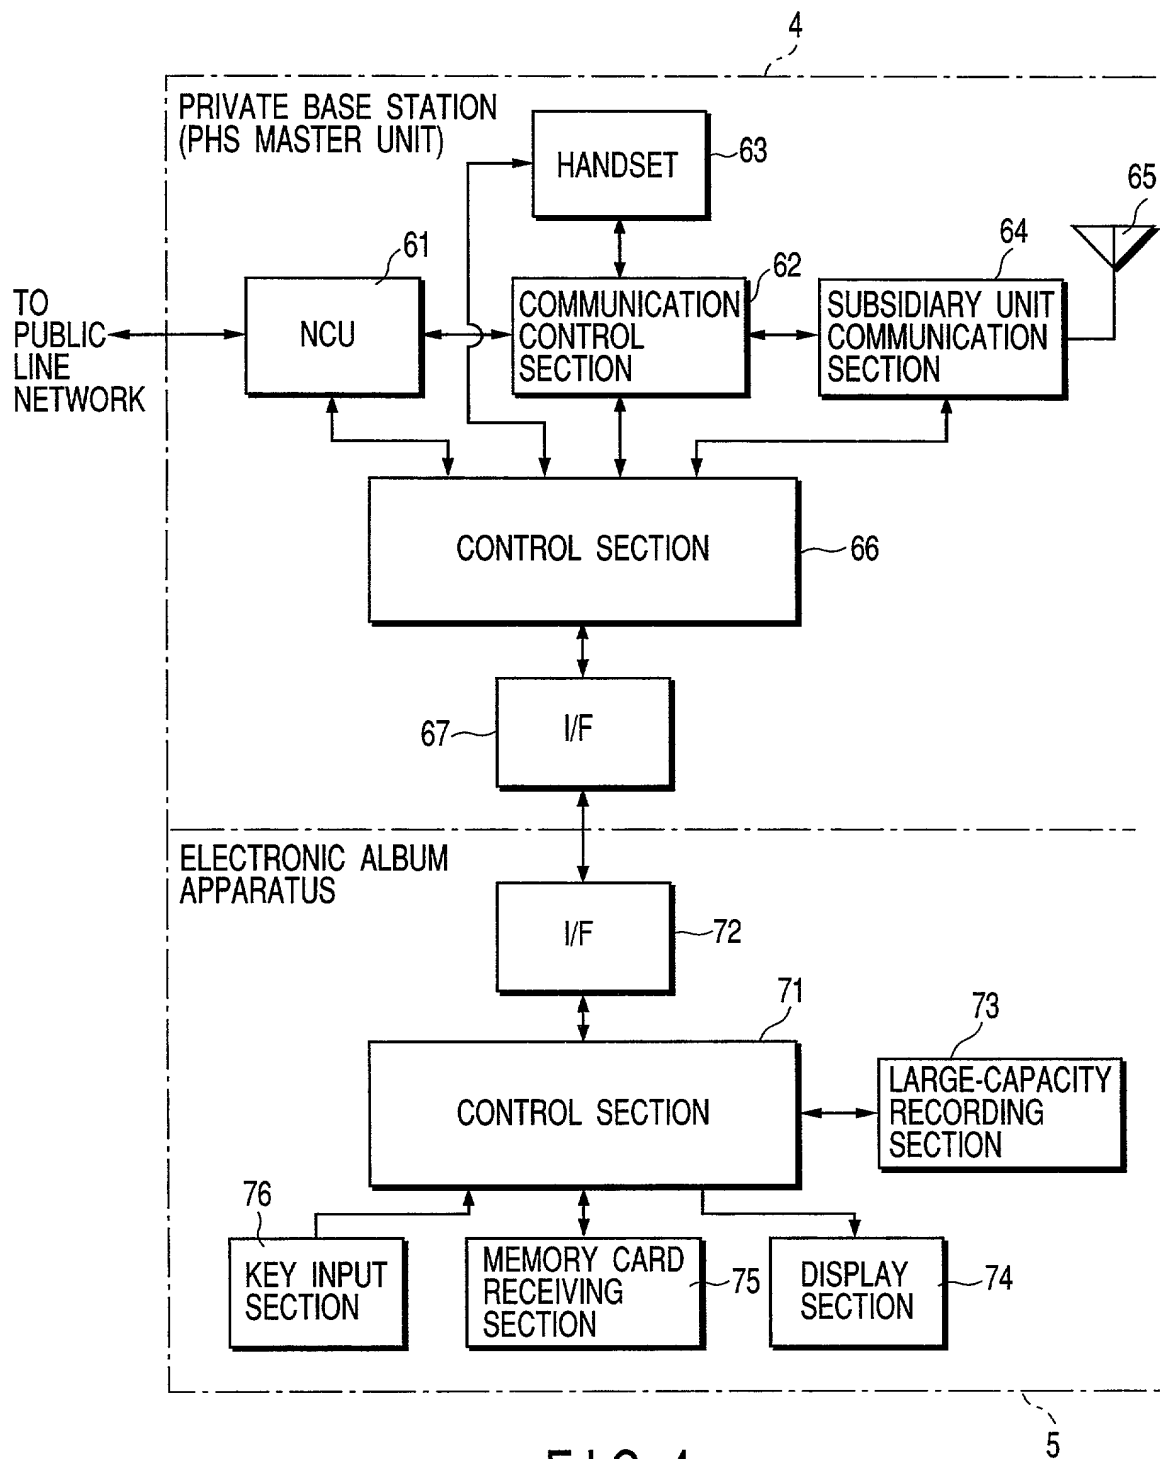 4
PRIVATE BASE STATION
(PHS MASTER UNIT)
HANDSET
63
65
61
62
64
TO
PUBLIC
LINE
NETWORK
NCU
COMMUNICATION
CONTROL
SECTION
SUBSIDIARY UNIT
COMMUNICATION
SECTION
CONTROL SECTION
66
67
I/F
ELECTRONIC ALBUM
APPARATUS
I/F
72
71
73
CONTROL SECTION
LARGE-CAPACITY
RECORDING
SECTION
76
KEY INPUT
SECTION
MEMORY CARD
RECEIVING
SECTION
75
DISPLAY
SECTION
74
5